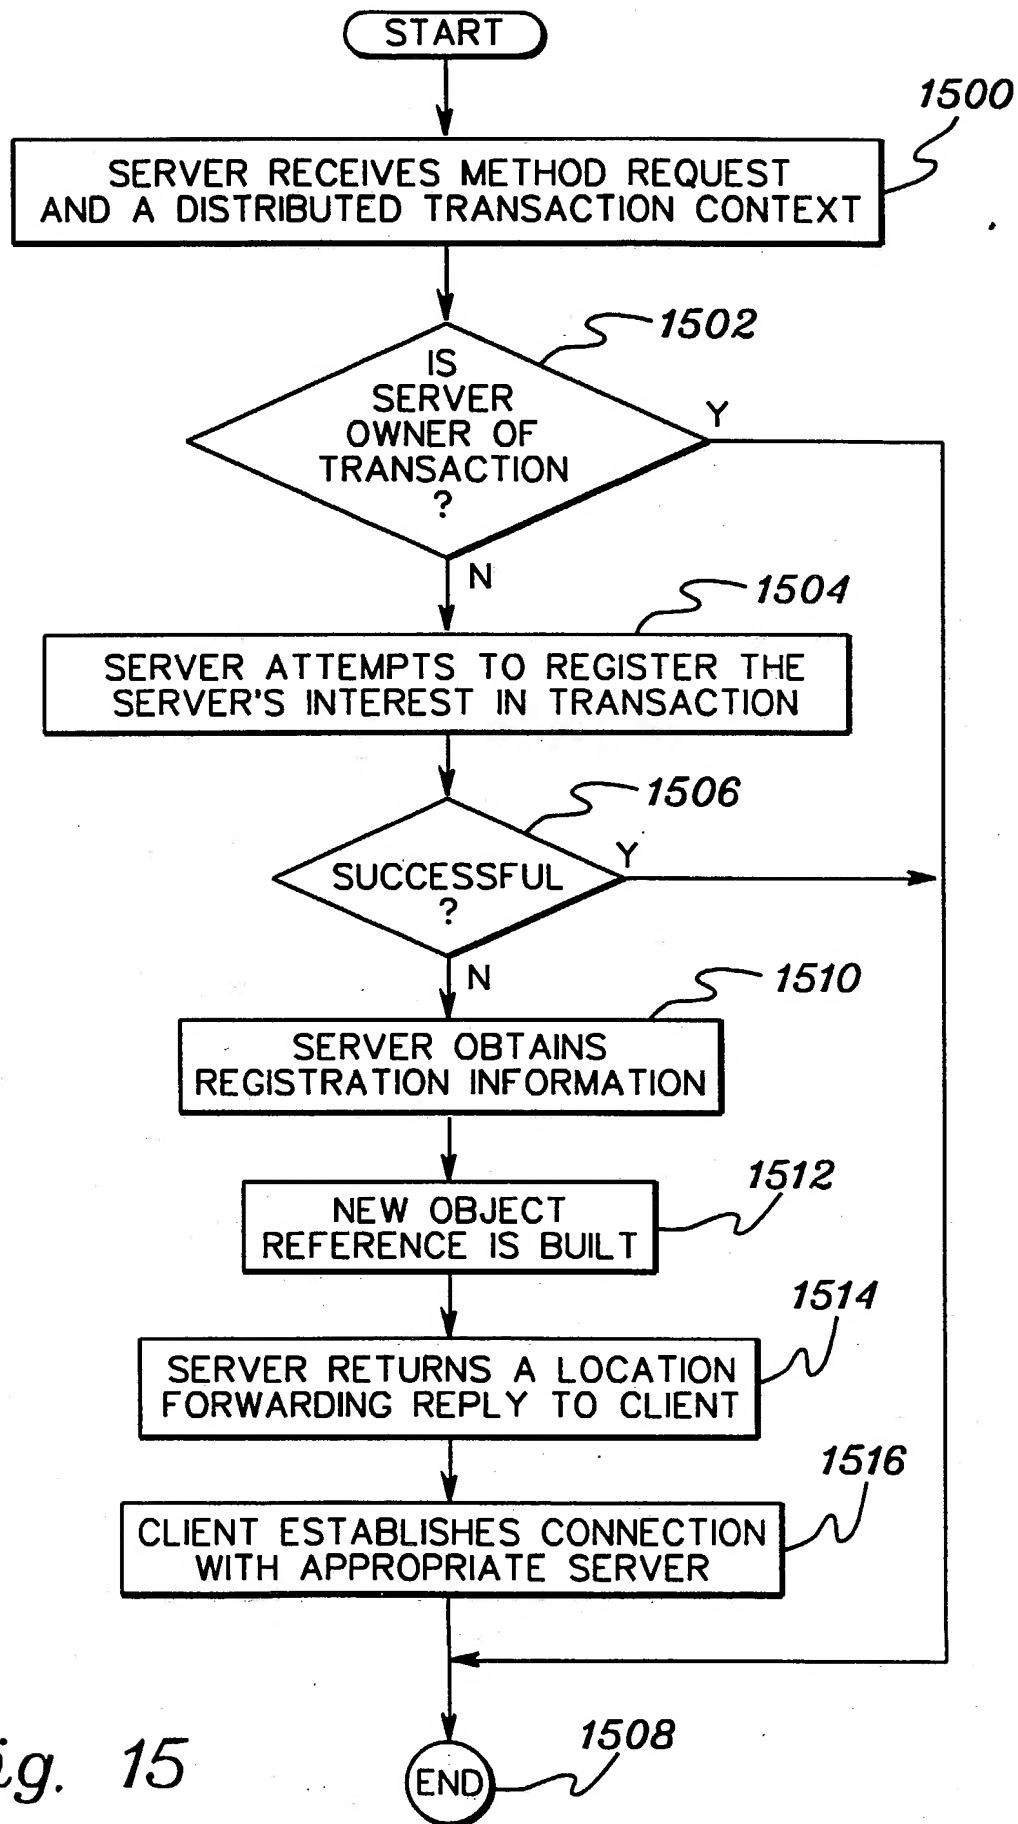 START
1500
SERVER RECEIVES METHOD REQUEST
AND A DISTRIBUTED TRANSACTION CONTEXT
1502
IS
SERVER
OWNER OF
TRANSACTION
?
Y
N
1504
SERVER ATTEMPTS TO REGISTER THE
SERVER'S INTEREST IN TRANSACTION
1506
SUCCESSFUL
?
Y
N
1510
SERVER OBTAINS
REGISTRATION INFORMATION
1512
NEW OBJECT
REFERENCE IS BUILT
1514
SERVER RETURNS A LOCATION
FORWARDING REPLY TO CLIENT
1516
CLIENT ESTABLISHES CONNECTION
WITH APPROPRIATE SERVER
1508
END
ig. 15